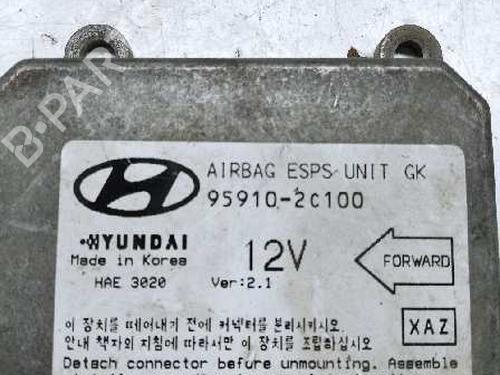 AIRBAG ESPS UNIT GK
95910-2C100
HYUNDAI
Made in Korea
12V
FORWARD
HAE 3020
Ver:2.1
이 장치를 떼어내기 전에 커넥터를 분리시키시오.
안내 책자외 지침에 따라서만 이 장치를 조립하십시오
XAZ
Detach connector before unmounting. Assemble
B-PAR